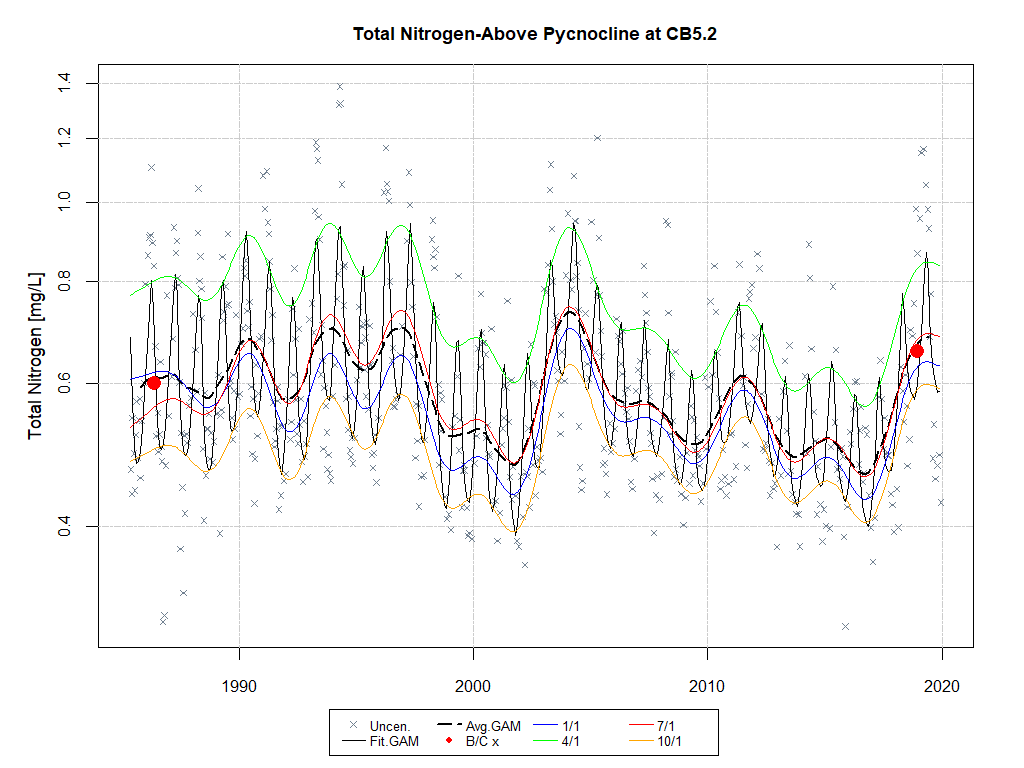 Total Nitrogen-Above Pycnocline at CB5.2
Total Nitrogen [mg/L]
1.4
1.2
1.0
0.8
0.6
0.4
1990 2000 2010 2020
Uncen. Avg.GAM 1/1 7/1
Fit.GAM B/C x 4/1 10/1